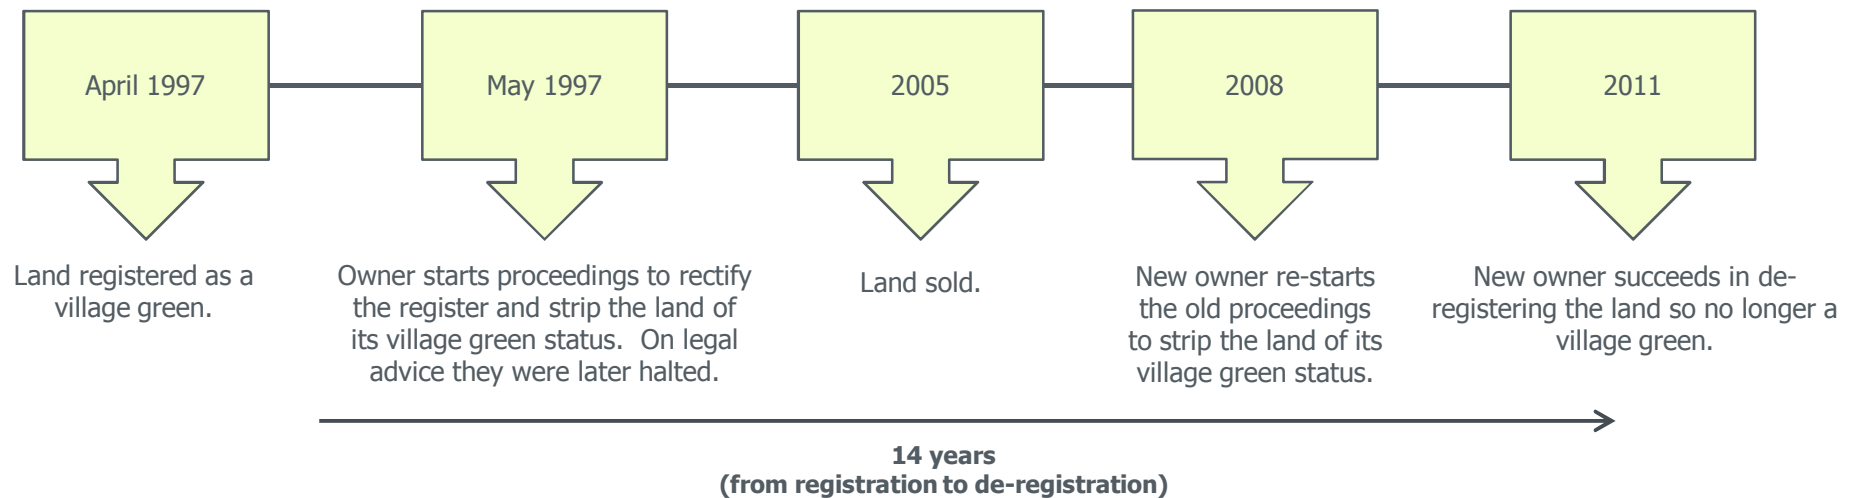 April 1997
May 1997
2005
2008
2011
Land registered as a
village green.
Owner starts proceedings to rectify
the register and strip the land of
its village green status.  On legal
advice they were later halted.
Land sold.
New owner re-starts
the old proceedings
to strip the land of its
village green status.
New owner succeeds in de-
registering the land so no longer a
village green.
14 years
(from registration to de-registration)